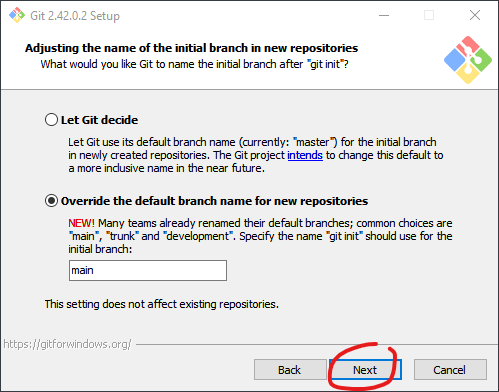 Git 2.42.0.2 Setup
Adjusting the name of the initial branch in new repositories
What would you like Git to name the initial branch after "git init"?
Let Git decide
Let Git use its default branch name (currently: "master") for the initial branch
in newly created repositories. The Git project intends to change this default to
a more inclusive name in the near future.
Override the default branch name for new repositories
NEW! Many teams already renamed their default branches; common choices are
"main", "trunk" and "development". Specify the name "git init" should use for the
initial branch:
main
This setting does not affect existing repositories.
https://gitforwindows.org/
Back
Next
Cancel